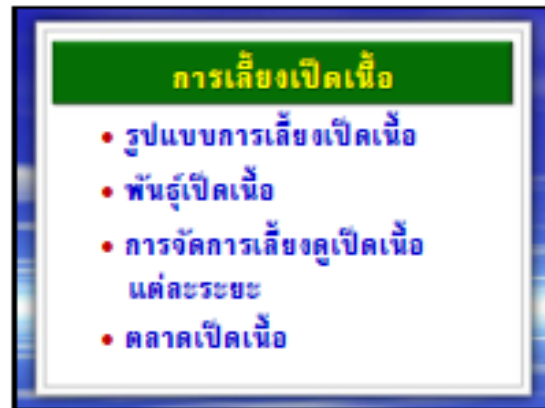 การเลี้ยงเป็ดเนื้อ
• รูปแบบการเลี้ยงเป็ดเนื้อ
• พันธุ์เป็ดเนื้อ
• การจัดการเลี้ยงดูเป็ดเนื้อ
แต่ละระยะ
• ตลาดเป็ดเนื้อ